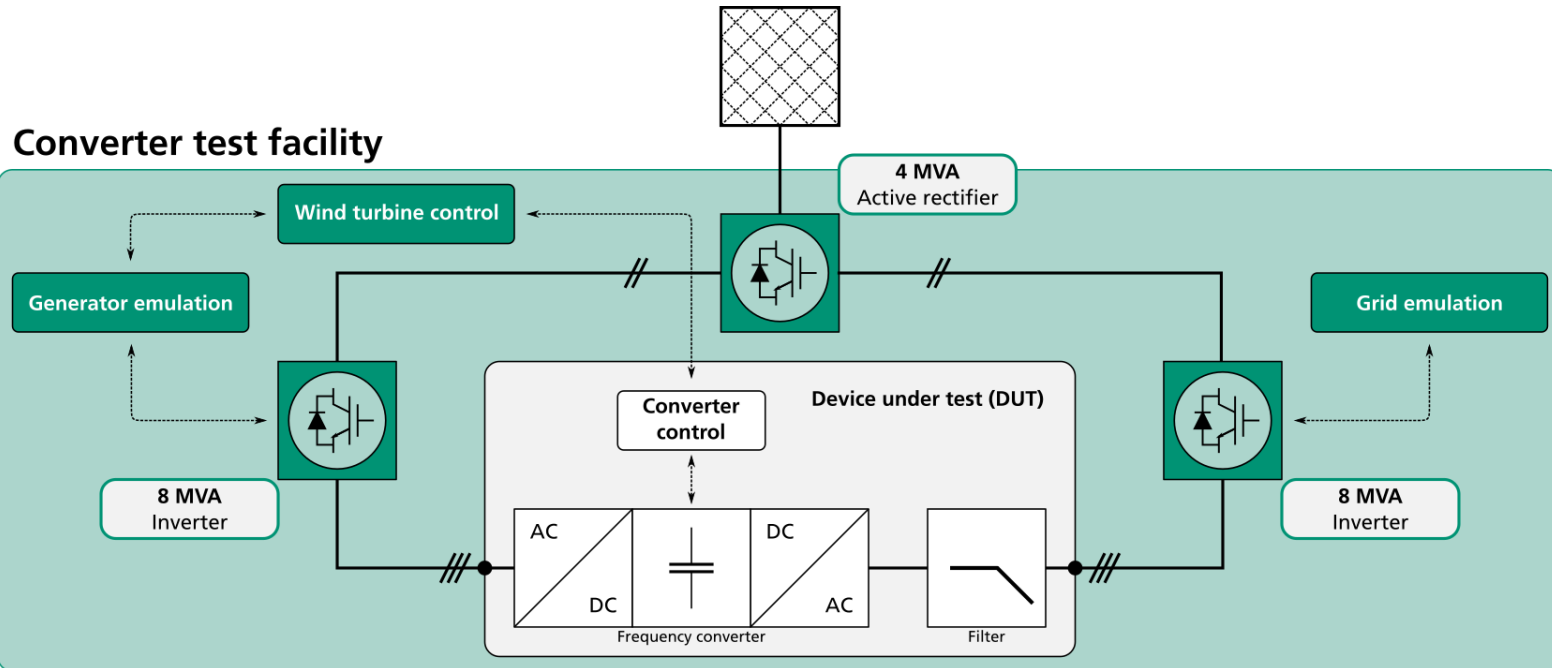 Converter test facility
4 MVA
Active rectifier
Wind turbine control
Generator emulation
Grid emulation
Converter
control
Device under test (DUT)
8 MVA
Inverter
8 MVA
Inverter
AC
DC
DC
AC
Frequency converter
Filter